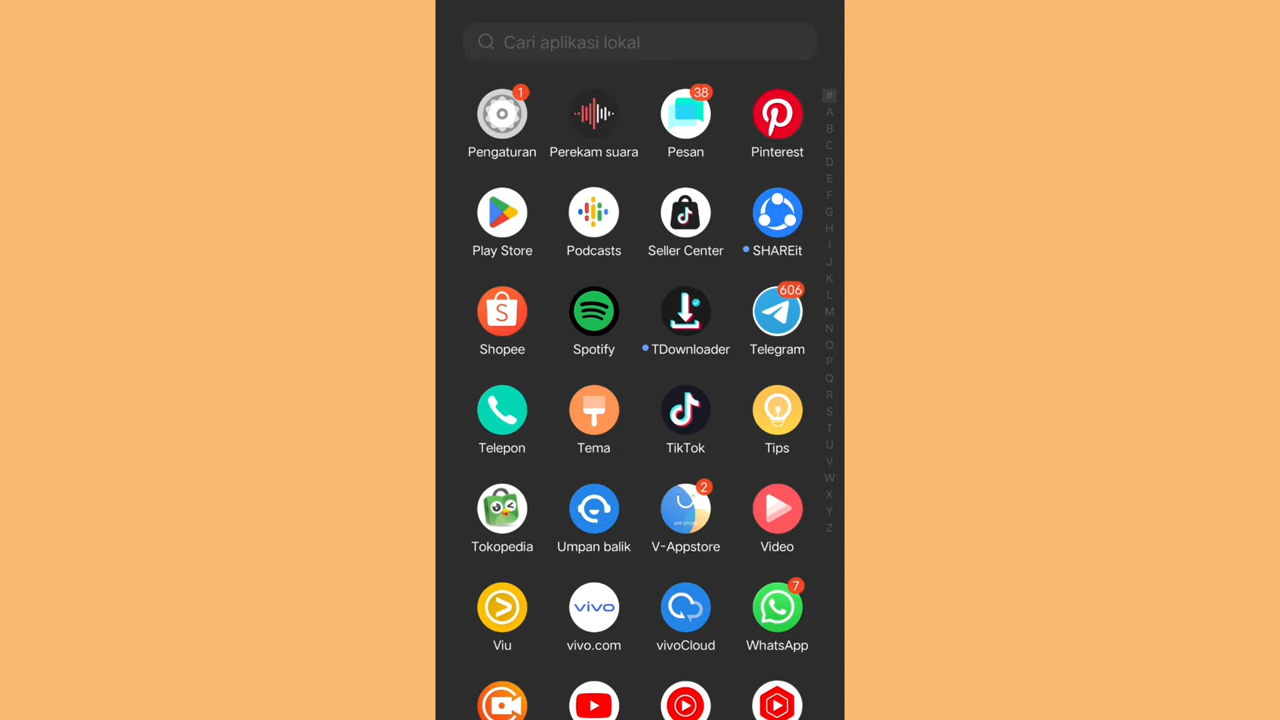 Cari aplikasi lokal
1
38
Pengaturan
Perekam suara
Pesan
Pinterest
Play Store
Podcasts
Seller Center
SHAREit
606
S
Shopee
Spotify
TDownloader
Telegram
Telepon
Tema
TikTok
Tips
2
APP STORE
Tokopedia
Umpan balik
V-Appstore
Video
7
vivo
Viu
vivo.com
vivoCloud
WhatsApp
#
A
B
C
D
E
F
G
H
I
J
K
L
M
N
O
P
Q
R
S
T
U
V
W
X
Y
Z